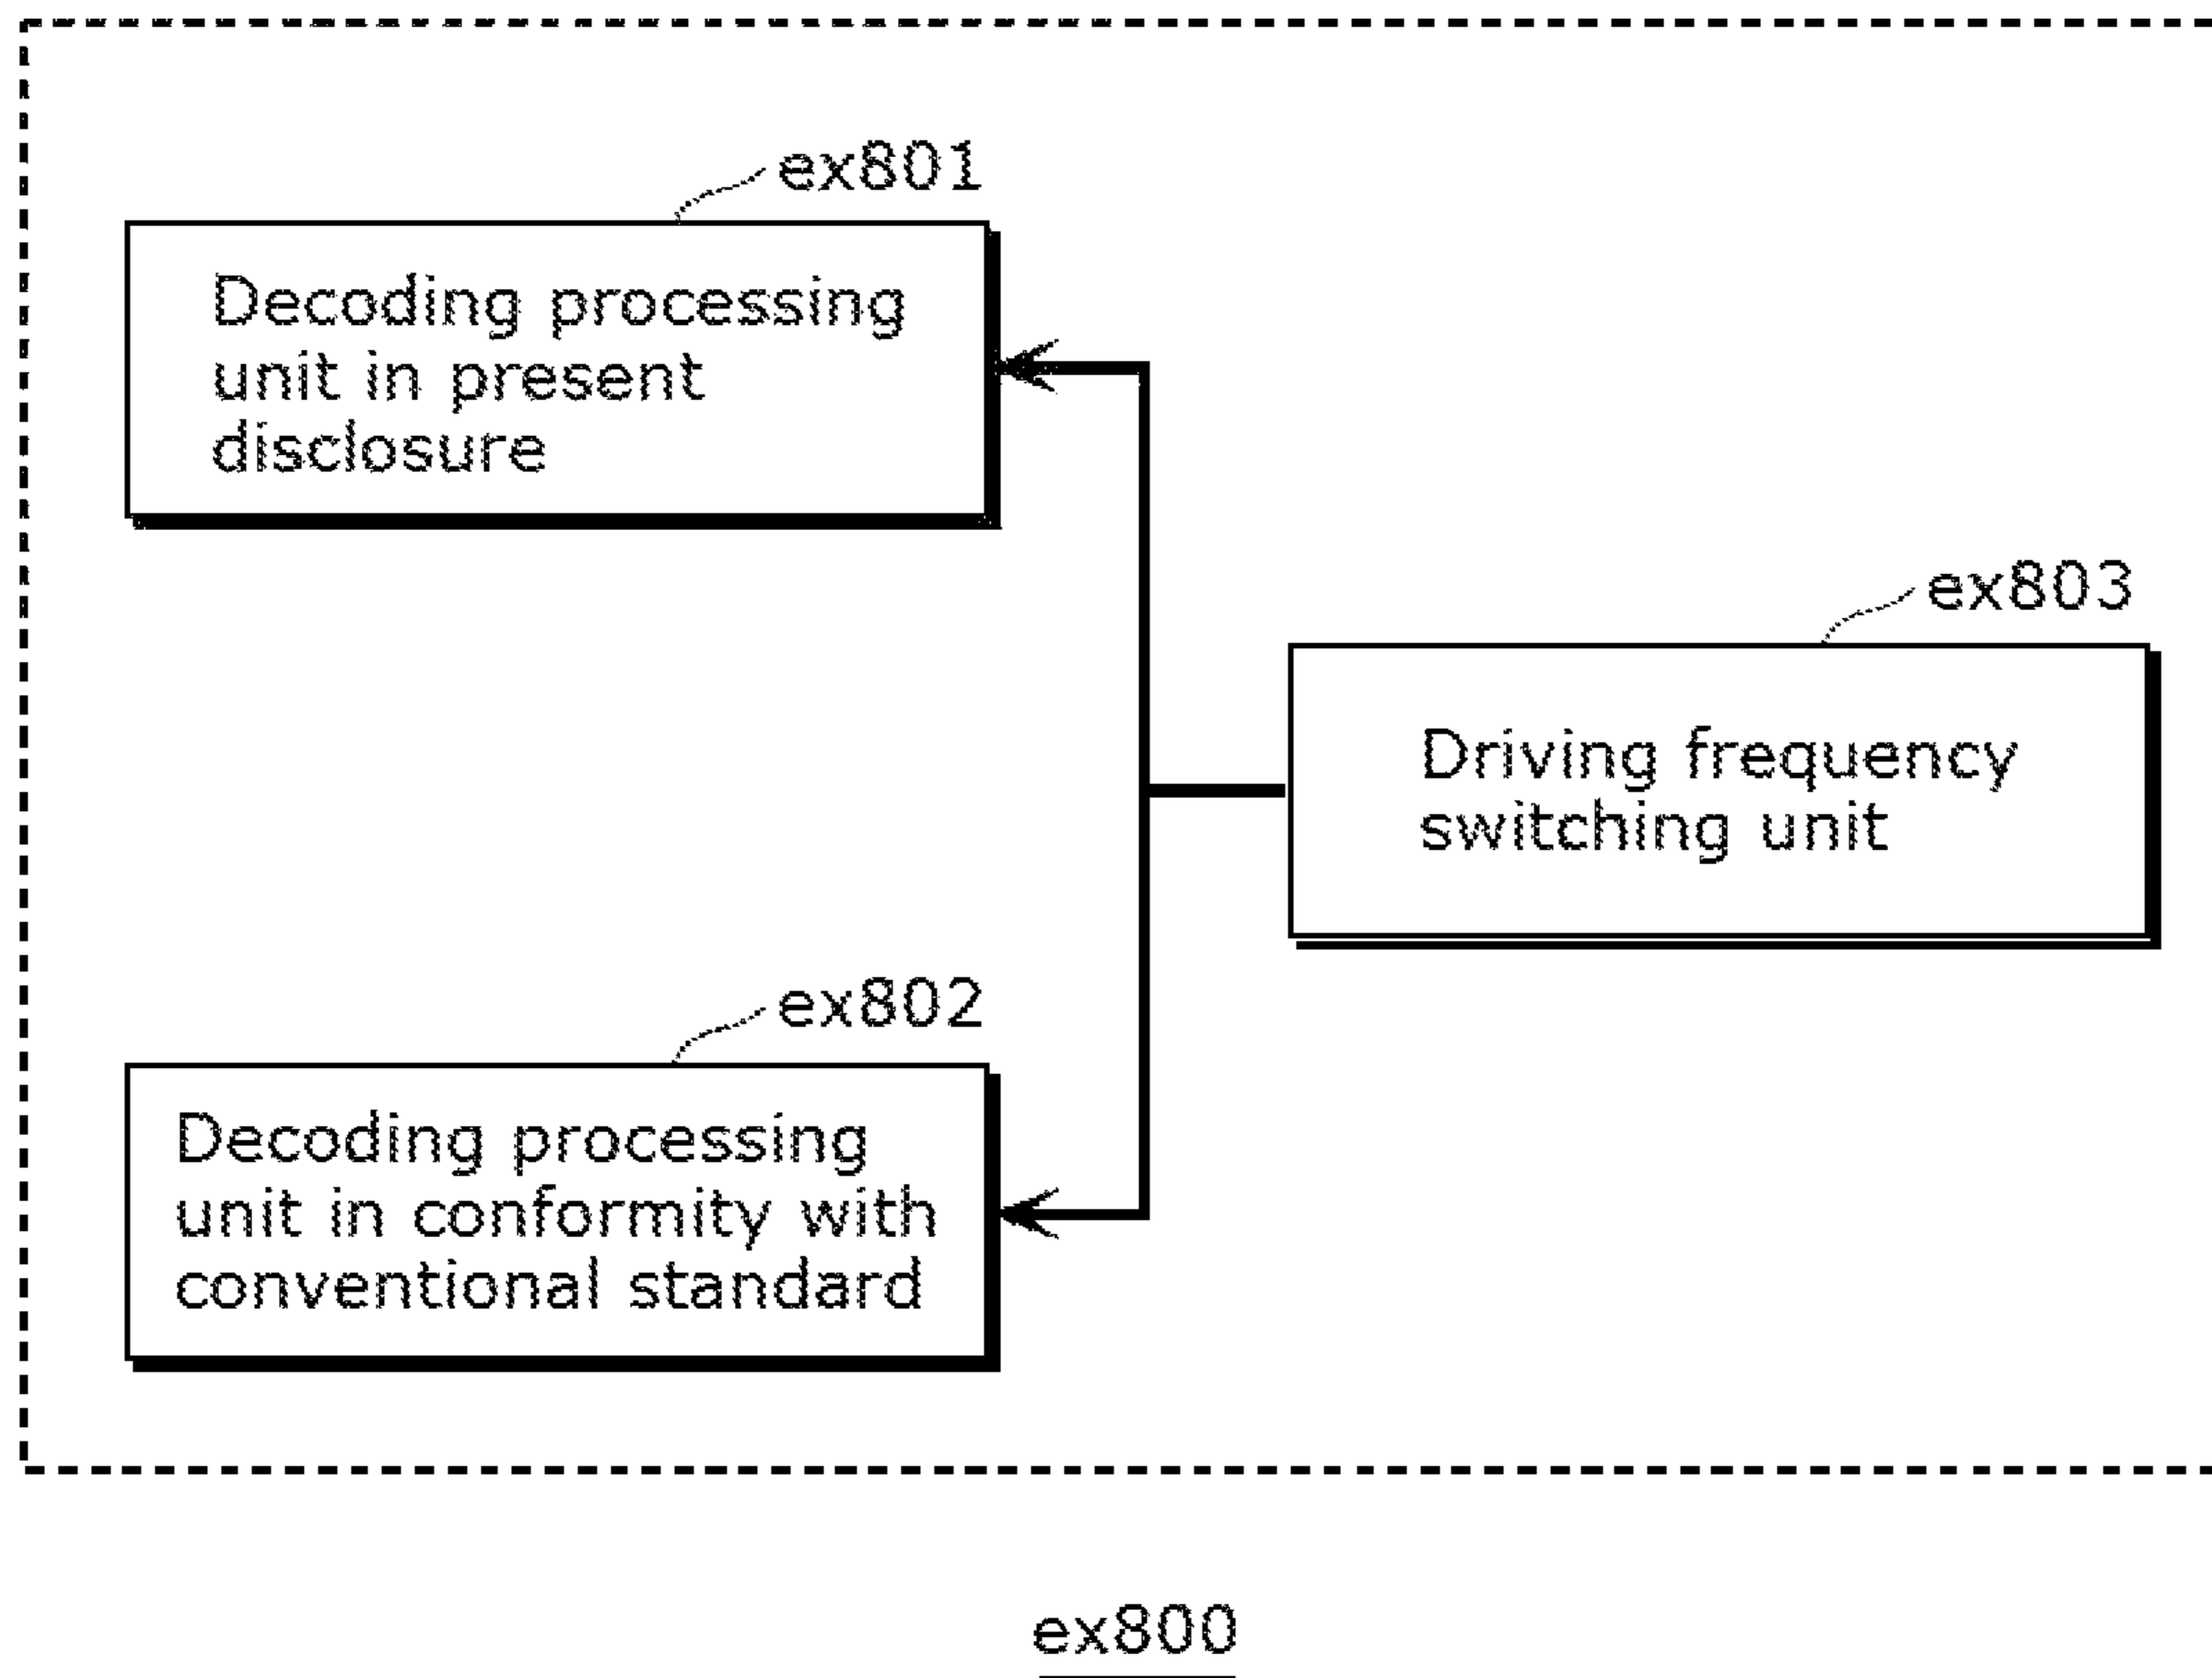 ex801
Decoding processing
unit in present
disclosure
ex803
Driving frequency
switching unit
ex802
Decoding processing
unit in conformity with
conventional standard
ex800